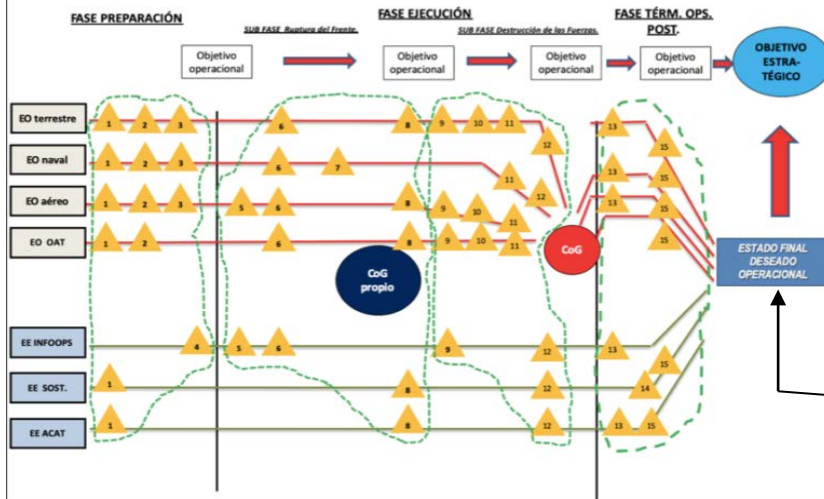 FASE PREPARACIÓN
FASE EJECUCIÓN
FASE TÉRM. OPS.
POST.
SUB FASE Ruptura del Frente.
SUB FASE Destrucción de las Fuerzas.
Objetivo
operacional
Objetivo
operacional
Objetivo
operacional
Objetivo
operacional
OBJETIVO
ESTRA-
TÉGICO
EO terrestre
1 2 3 6 8 9 10 11 12 13 15
EO naval
1 2 3 6 7 11 12 13 15
EO aéreo
1 2 3 5 6 8 9 10 11 13 15
EO OAT
1 2 6 8 9 10 11 15
CoG
propio
CoG
ESTADO FINAL
DESEADO
OPERACIONAL
EE INFOOPS
4 5 6 9 12 13 15
EE SOST.
1 8 12 14
EE ACAT
1 8 12 13 15